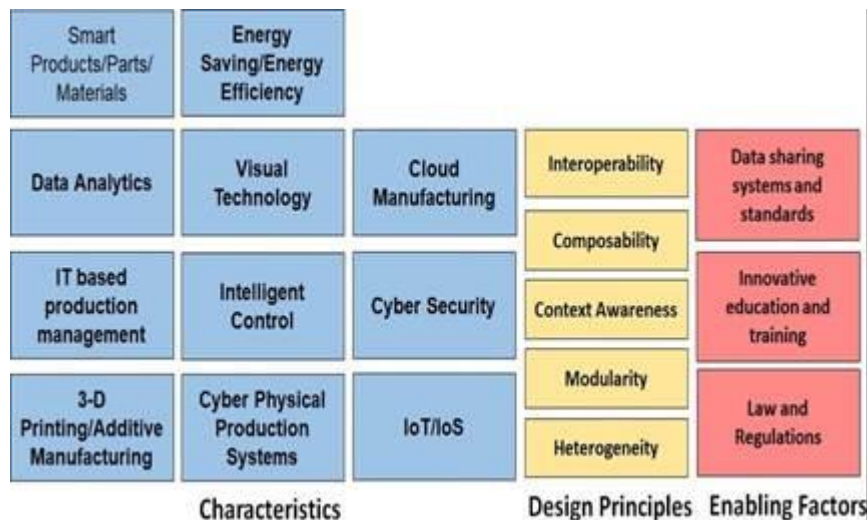 Smart
Products/Parts/
Materials
Energy
Saving/Energy
Efficiency
Data Analytics
Visual
Technology
Cloud
Manufacturing
Interoperability
Data sharing
systems and
standards
Composability
IT based
production
management
Intelligent
Control
Cyber Security
Context Awareness
Innovative
education and
training
Modularity
3-D
Printing/Additive
Manufacturing
Cyber Physical
Production
Systems
IoT/IoS
Heterogeneity
Law and
Regulations
Characteristics
Design Principles
Enabling Factors